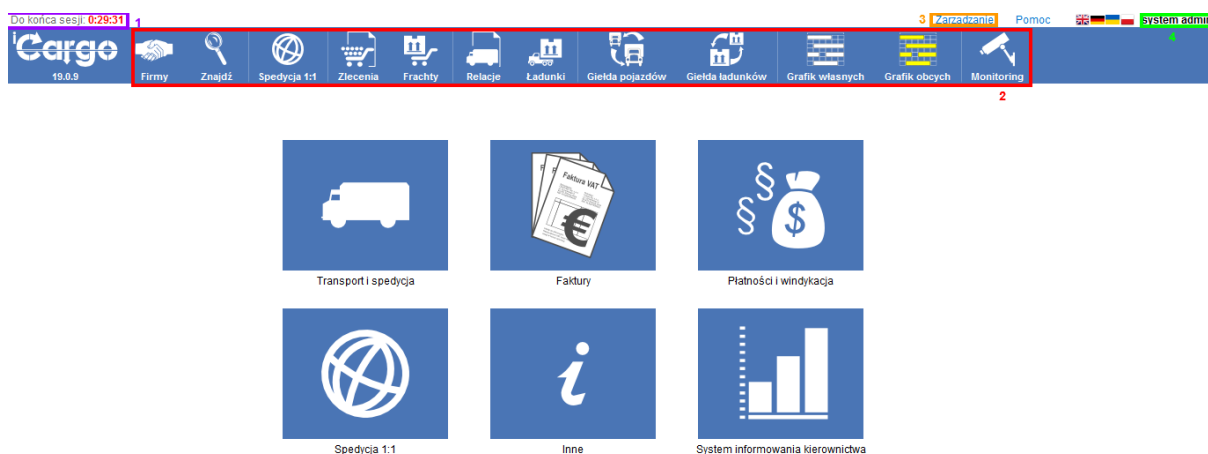 Do końca sesji: 0:29:31 1 3 Zarządzanie Pomoc system admi
4
iCargo
19.0.9 Firmy Znajdź Spedycja 1:1 Zlecenia Frachty Relacje Ładunki Giełda pojazdów Giełda ładunków Grafik własnych Grafik obcych Monitoring
2
Faktura VAT
€
§ § §
$
Transport i spedycja Faktury Płatności i windykacja
i
Spedycja 1:1 Inne System informowania kierownictwa